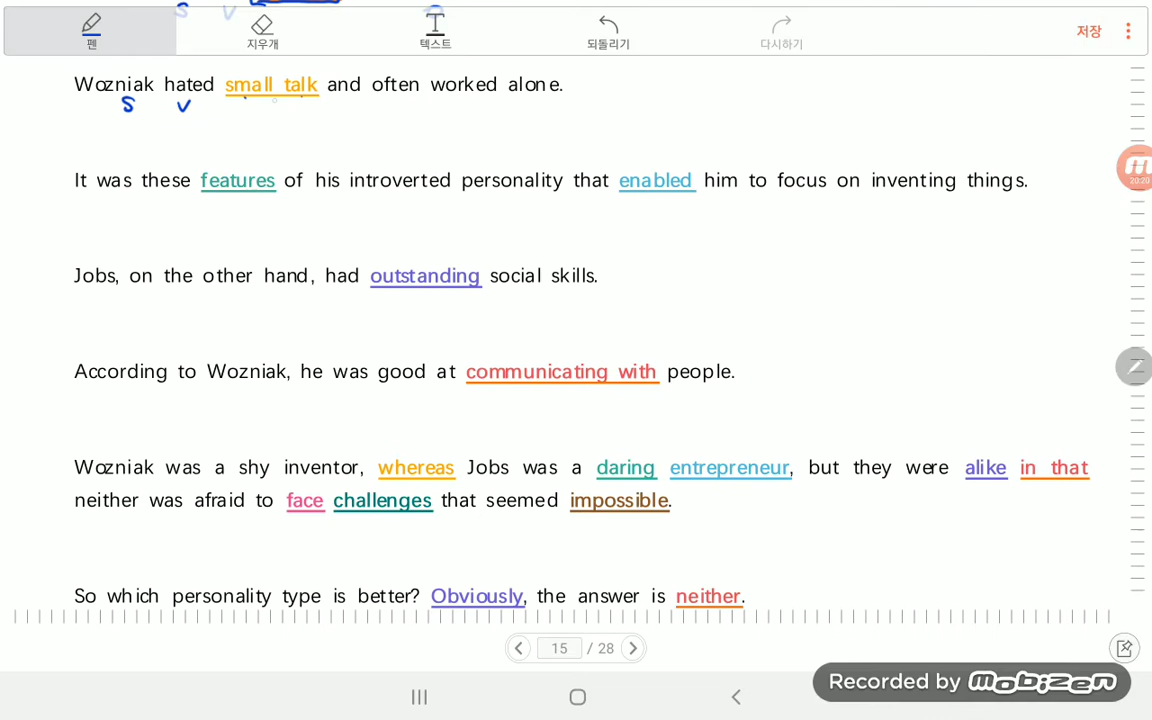 S V
펜 지우개 텍스트 되돌리기 다시하기 저장
Wozniak hated small talk and often worked alone.
S V
It was these features of his introverted personality that enabled him to focus on inventing things.
20:20
Jobs, on the other hand, had outstanding social skills.
According to Wozniak, he was good at communicating with people.
Wozniak was a shy inventor, whereas Jobs was a daring entrepreneur, but they were alike in that
neither was afraid to face challenges that seemed impossible.
So which personality type is better? Obviously, the answer is neither.
15 / 28
Recorded by mobizen